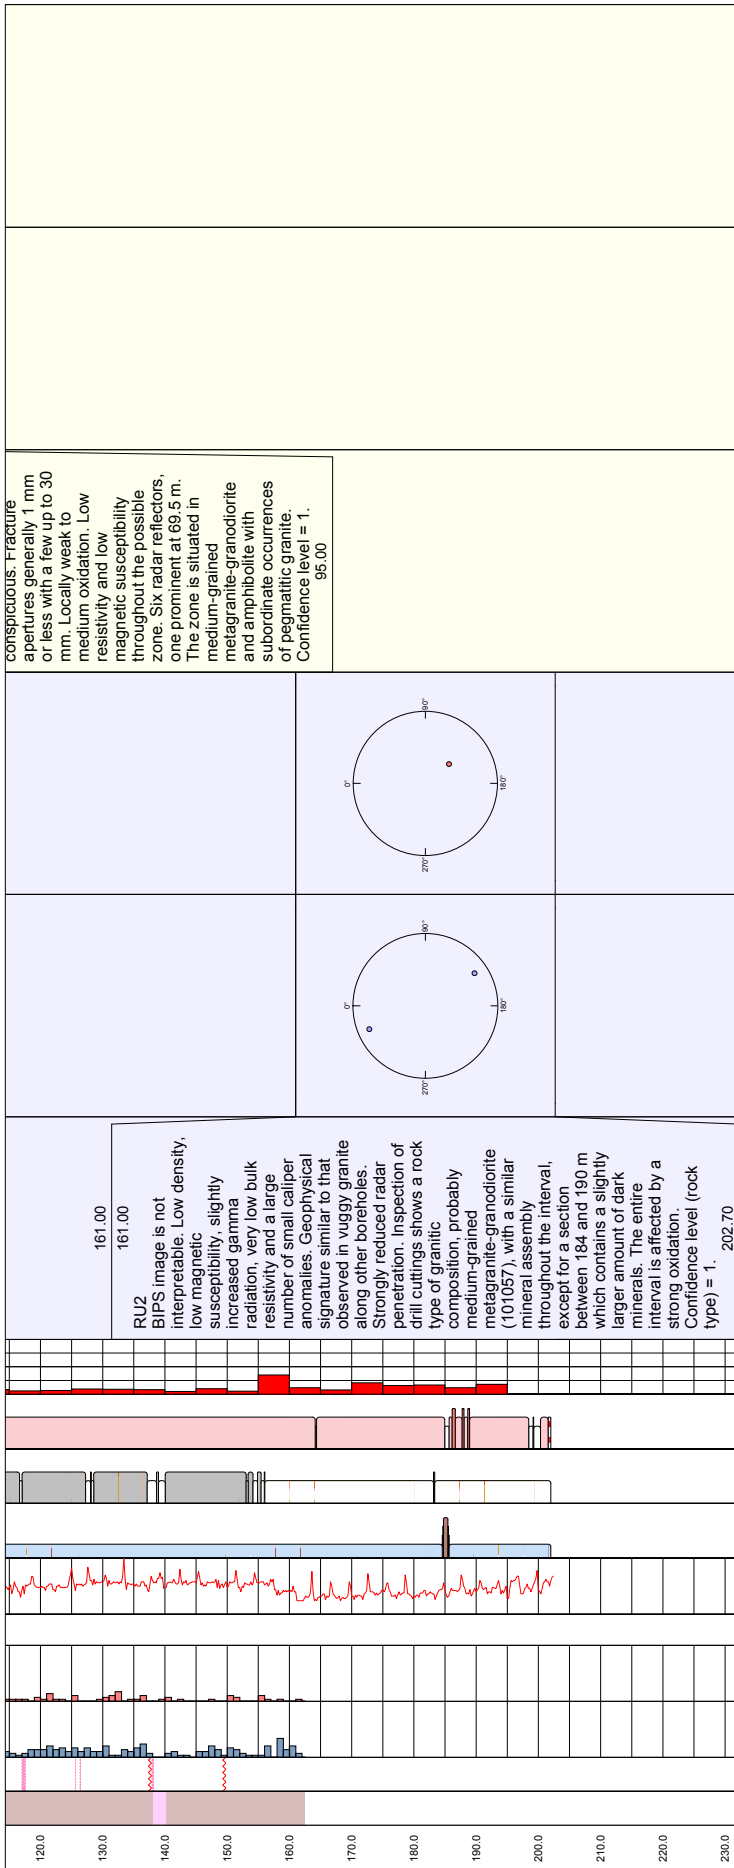 conspicuous. Fracture
apertures generally 1 mm
or less with a few up to 30
mm. Locally weak to
medium oxidation. Low
resistivity and low
magnetic susceptibility
throughout the possible
zone. Six radar reflectors,
one prominent at 69.5 m.
The zone is situated in
medium-grained
metagranite-granodiorite
and amphibolite with
subordinate occurrences
of pegmatitic granite.
Confidence level = 1.
95.00
0°
90°
180°
270°
0°
90°
180°
270°
161.00
161.00
RU2
BIPS image is not
interpretable. Low density,
low magnetic
susceptibility, slightly
increased gamma
radiation, very low bulk
resistivity and a large
number of small caliper
anomalies. Geophysical
signature similar to that
observed in vuggy granite
along other boreholes.
Strongly reduced radar
penetration. Inspection of
drill cuttings shows a rock
type of granitic
composition, probably
medium-grained
metagranite-granodiorite
(101057), with a similar
mineral assembly
throughout the interval,
except for a section
between 184 and 190 m
which contains a slightly
larger amount of dark
minerals. The entire
interval is affected by a
strong oxidation.
Confidence level (rock
type) = 1.
202.70
120.0
130.0
140.0
150.0
160.0
170.0
180.0
190.0
200.0
210.0
220.0
230.0